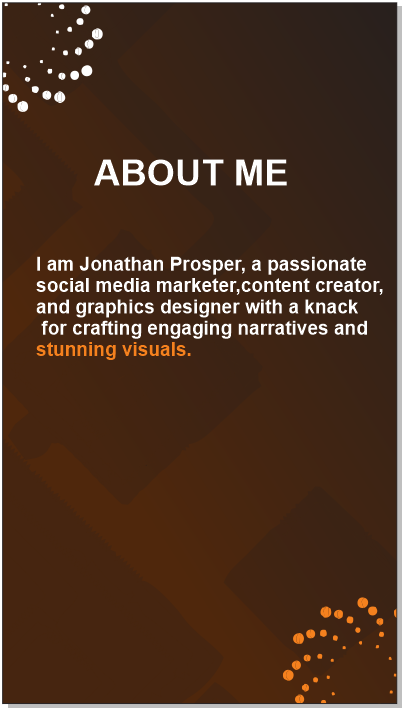 ABOUT ME
I am Jonathan Prosper, a passionate
social media marketer,content creator,
and graphics designer with a knack
for crafting engaging narratives and
stunning visuals.